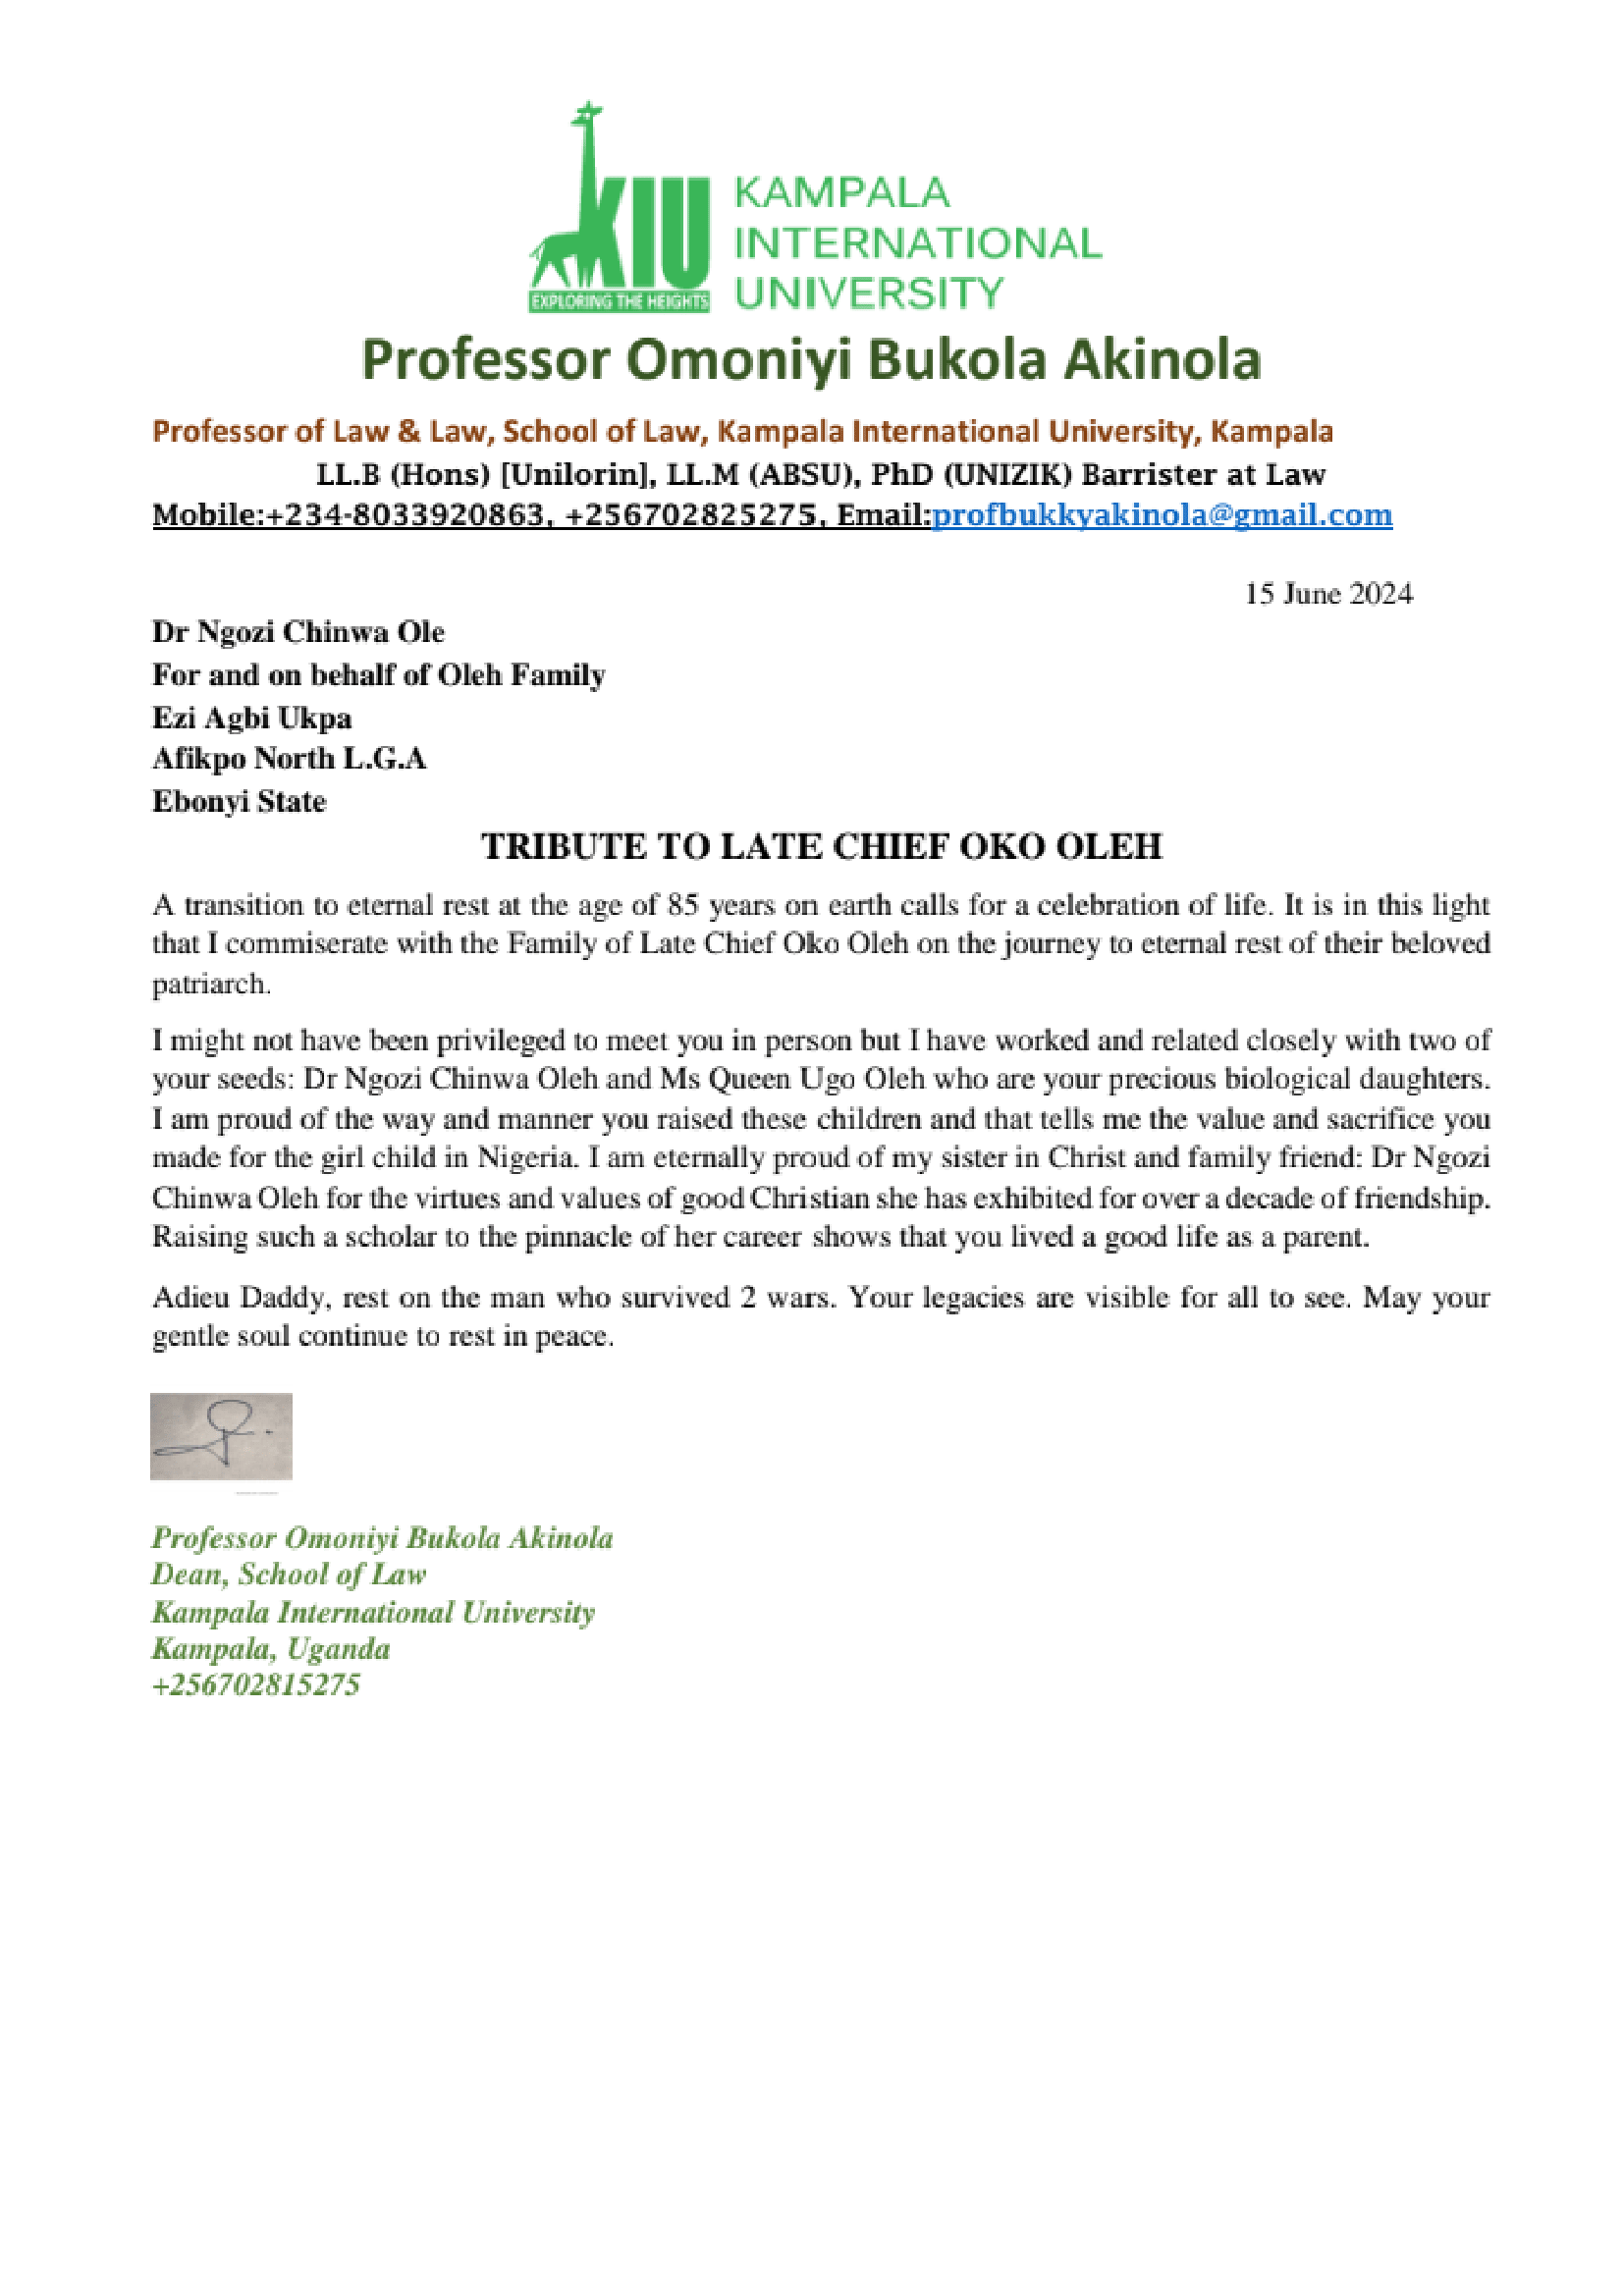 KIU
EXPLORING THE HEIGHTS
KAMPALA
INTERNATIONAL
UNIVERSITY
Professor Omoniyi Bukola Akinola
Professor of Law & Law, School of Law, Kampala International University, Kampala
LL.B (Hons) [Unilorin], LL.M (ABSU), PhD (UNIZIK) Barrister at Law
Mobile:+234-8033920863, +256702825275, Email:profbukkyakinola@gmail.com
15 June 2024
Dr Ngozi Chinwa Ole
For and on behalf of Oleh Family
Ezi Agbi Ukpa
Afikpo North L.G.A
Ebonyi State
TRIBUTE TO LATE CHIEF OKO OLEH
A transition to eternal rest at the age of 85 years on earth calls for a celebration of life. It is in this light
that I commiserate with the Family of Late Chief Oko Oleh on the journey to eternal rest of their beloved
patriarch.
I might not have been privileged to meet you in person but I have worked and related closely with two of
your seeds: Dr Ngozi Chinwa Oleh and Ms Queen Ugo Oleh who are your precious biological daughters.
I am proud of the way and manner you raised these children and that tells me the value and sacrifice you
made for the girl child in Nigeria. I am eternally proud of my sister in Christ and family friend: Dr Ngozi
Chinwa Oleh for the virtues and values of good Christian she has exhibited for over a decade of friendship.
Raising such a scholar to the pinnacle of her career shows that you lived a good life as a parent.
Adieu Daddy, rest on the man who survived 2 wars. Your legacies are visible for all to see. May your
gentle soul continue to rest in peace.
Professor Omoniyi Bukola Akinola
Dean, School of Law
Kampala International University
Kampala, Uganda
+256702815275